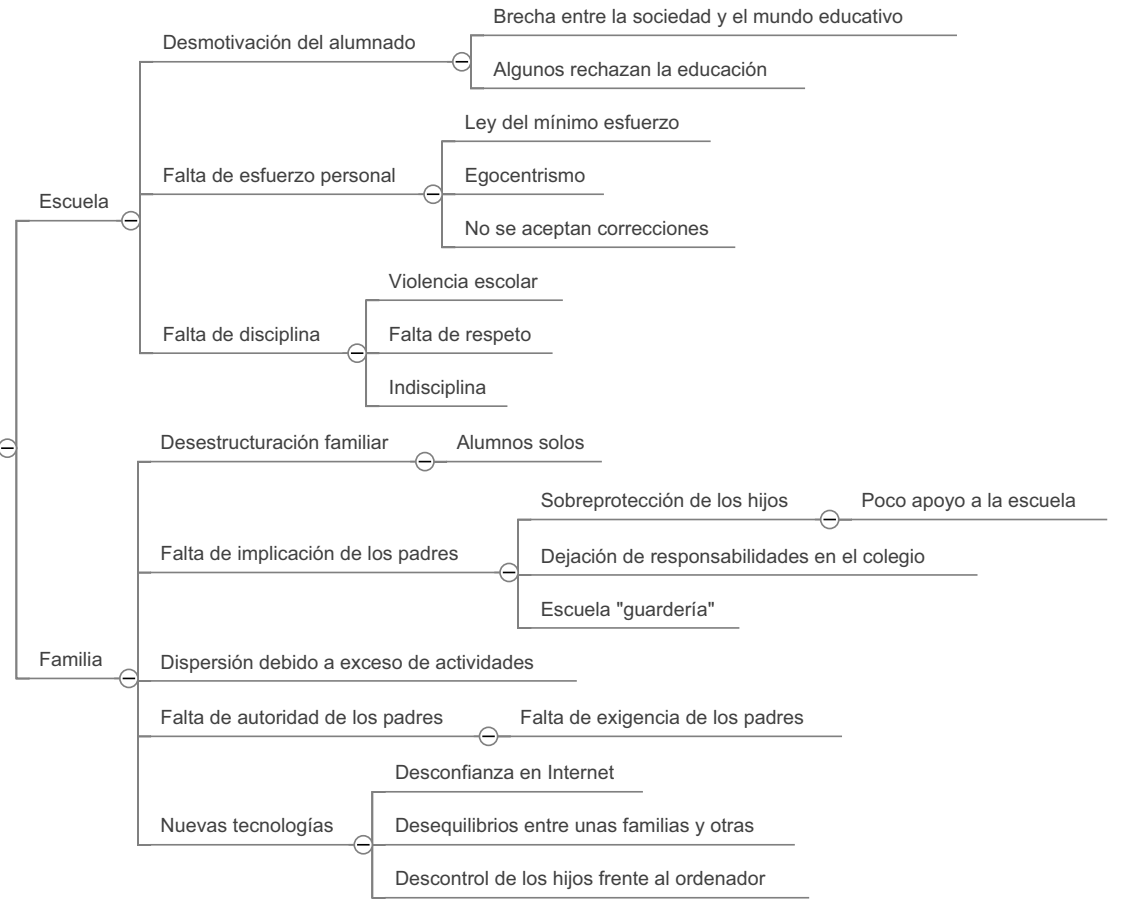 Escuela
Desmotivación del alumnado
Brecha entre la sociedad y el mundo educativo
Algunos rechazan la educación
Falta de esfuerzo personal
Ley del mínimo esfuerzo
Egocentrismo
No se aceptan correcciones
Falta de disciplina
Violencia escolar
Falta de respeto
Indisciplina
Familia
Desestructuración familiar
Alumnos solos
Falta de implicación de los padres
Sobreprotección de los hijos
Poco apoyo a la escuela
Dejación de responsabilidades en el colegio
Escuela "guardería"
Dispersión debido a exceso de actividades
Falta de autoridad de los padres
Falta de exigencia de los padres
Nuevas tecnologías
Desconfianza en Internet
Desequilibrios entre unas familias y otras
Descontrol de los hijos frente al ordenador